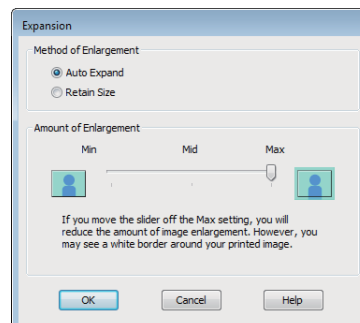 Expansion
Method of Enlargement
Auto Expand
Retain Size
Amount of Enlargement
Min Mid Max
If you move the slider off the Max setting, you will
reduce the amount of image enlargement. However, you
may see a white border around your printed image.
OK Cancel Help